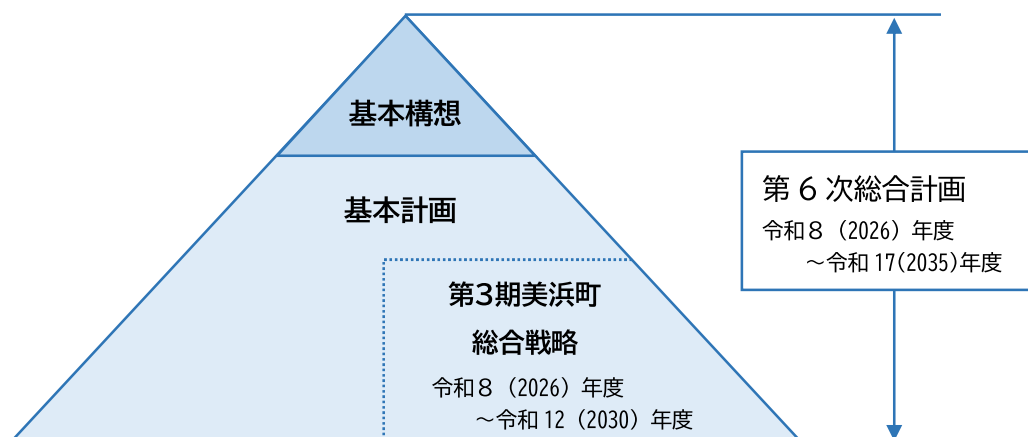 基本構想
基本計画
第 6 次総合計画
令和８（2026）年度
～令和 17(2035)年度
第３期美浜町
総合戦略
令和８（2026）年度
～令和 12（2030）年度